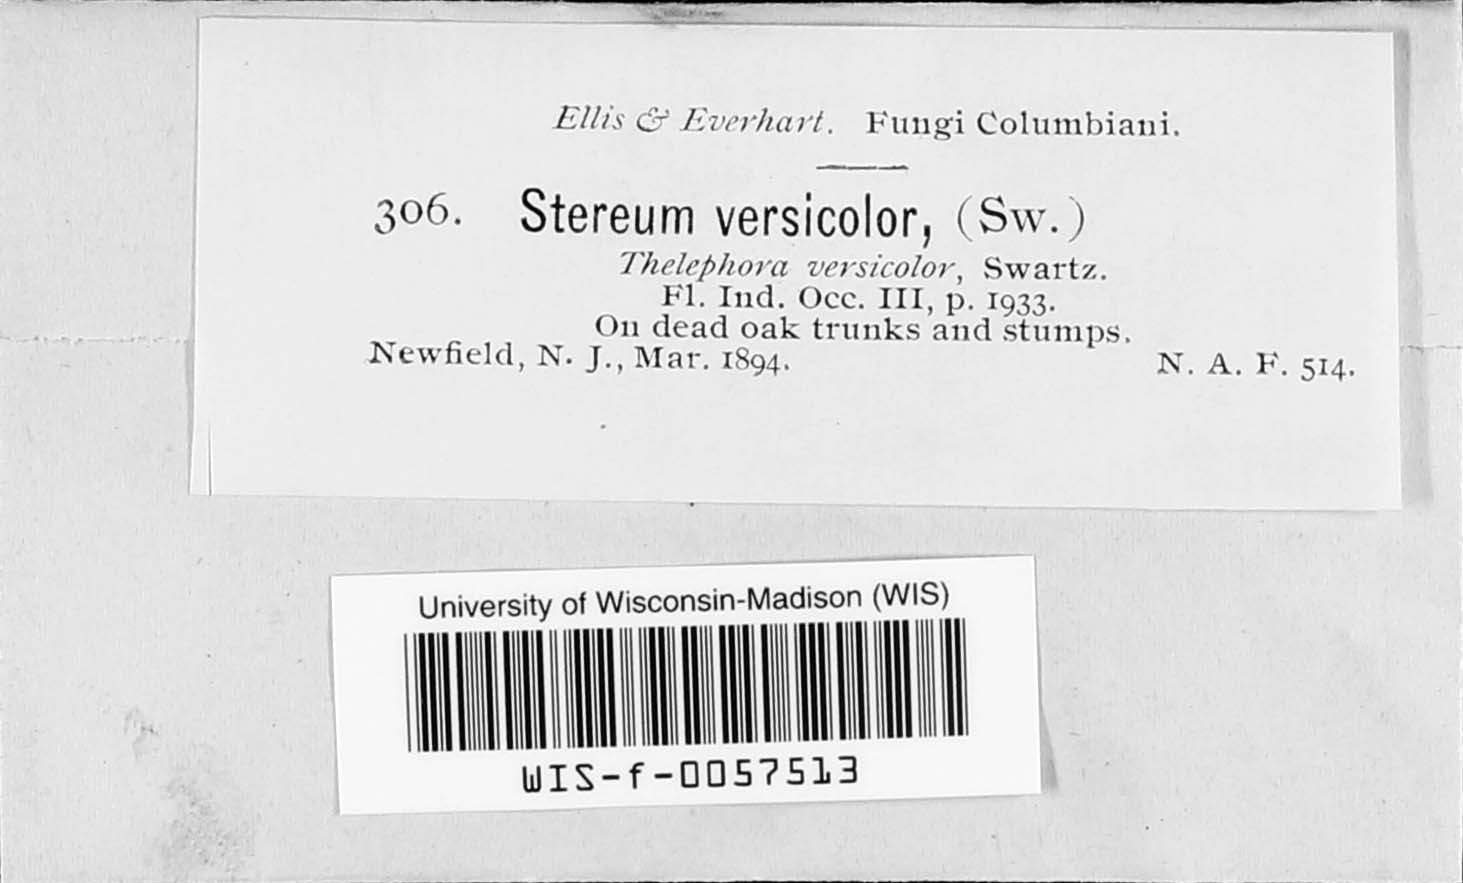 Ellis & Everhart. Fungi Columbiani.
306. Stereum versicolor, (Sw.)
Thelephora versicolor, Swartz.
Fl. Ind. Occ. III, p. 1933.
On dead oak trunks and stumps.
Newfield, N. J., Mar. 1894. N. A. F. 514.
University of Wisconsin-Madison (WIS)
WIS-f-0057513